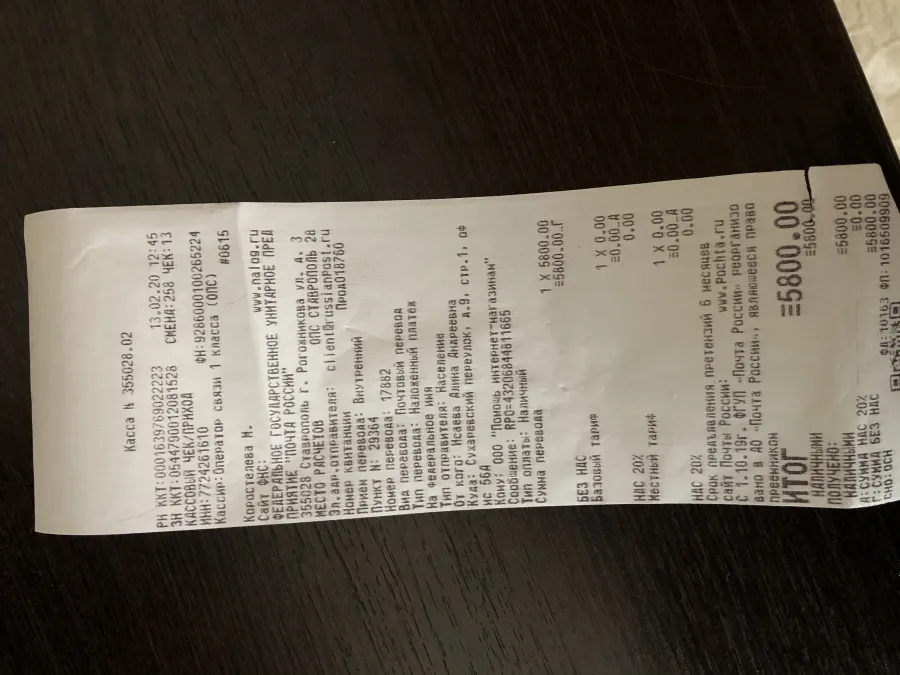 Касса N 355028.02
РН ККТ:0001639769022223 13.02.20 12:45
ЗН ККТ:0544790012081528 СМЕНА:258 ЧЕК:13
КАССОВЫЙ ЧЕК/ПРИХОД
ИНН:7724261610 ФН:9286000100265224
Кассир:Оператор связи 1 класса (ОПС)
#0615
Коростелева М.
Сайт ФНС: www.nalog.ru
ФЕДЕРАЛЬНОЕ ГОСУДАРСТВЕННОЕ УНИТАРНОЕ ПРЕД
ПРИЯТИЕ "ПОЧТА РОССИИ"
355028 Ставрополь г. Рогожникова ул. д. 3
МЕСТО РАСЧЕТОВ ОПС СТАВРОПОЛЬ 28
Эл.адр.отправителя: client@russianpost.ru
Номер квитанции Прод018760
Прием перевода: Внутренний
Пункт N: 29364
Номер перевода: 17882
Вид перевода: Почтовый перевод
Тип перевода: Наложенный платеж
На федеральное имя
Тип отправителя: Население
От кого: Исаева Алина Андреевна
Куда: Сухаревский переулок, д.9, стр.1, оф
ис 5БА
Кому: ООО "Помощь интернет-магазинам"
Сообщение: RPO=43206844811665
Тип оплаты: Наличный
Сумма перевода
1 X 5800.00
≡5800.00_Г
БЕЗ НДС
Базовый тариф
1 X 0.00
≡0.00_А
НДС 20% 0.00
Местный тариф
1 X 0.00
≡0.00_А
НДС 20% 0.00
Срок предъявления претензий 6 месяцев
сайт Почты России: www.pochta.ru
С 1.10.19г. ФГУП «Почта России» реорганизо
вано в АО «Почта России», являющееся право
преемником
ИТОГ ≡5800.00
НАЛИЧНЫМИ ≡5800.00
ПОЛУЧЕНО:
НАЛИЧНЫМИ ≡5800.00
А:СУММА НДС 20% ≡0.00
Г:СУММА БЕЗ НДС ≡5800.00
СНО:ОСН ФД:10163 ФП:1016509909